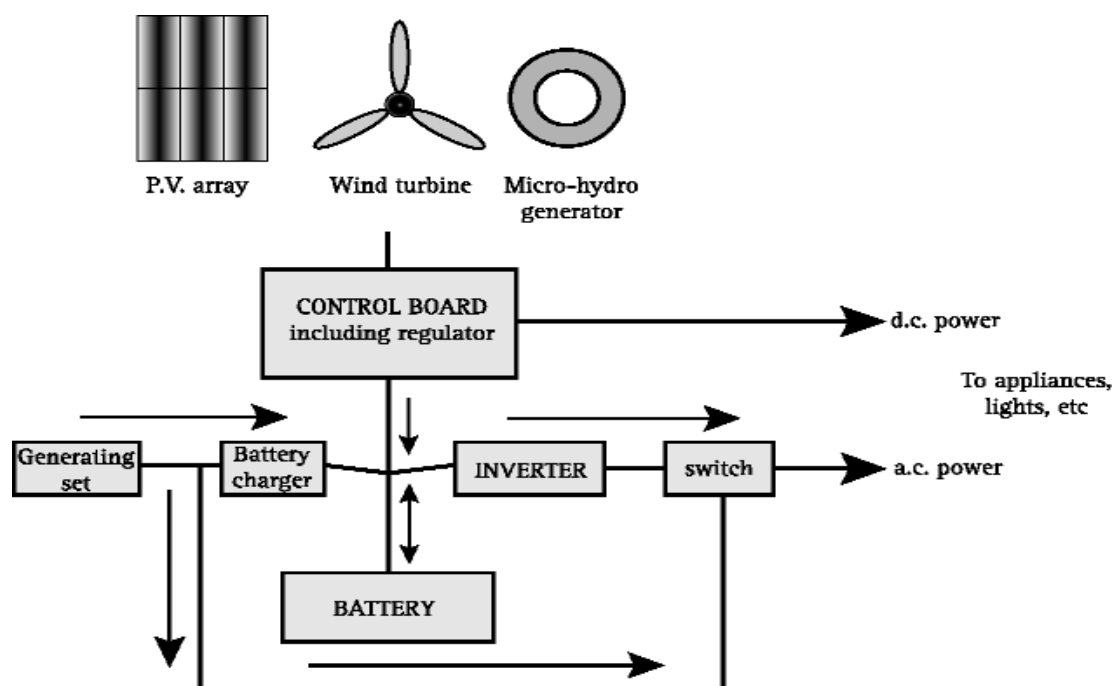 P.V. array
Wind turbine
Micro-hydro
generator
CONTROL BOARD
including regulator
d.c. power
To appliances,
lights, etc
Generating
set
Battery
charger
INVERTER
switch
a.c. power
BATTERY